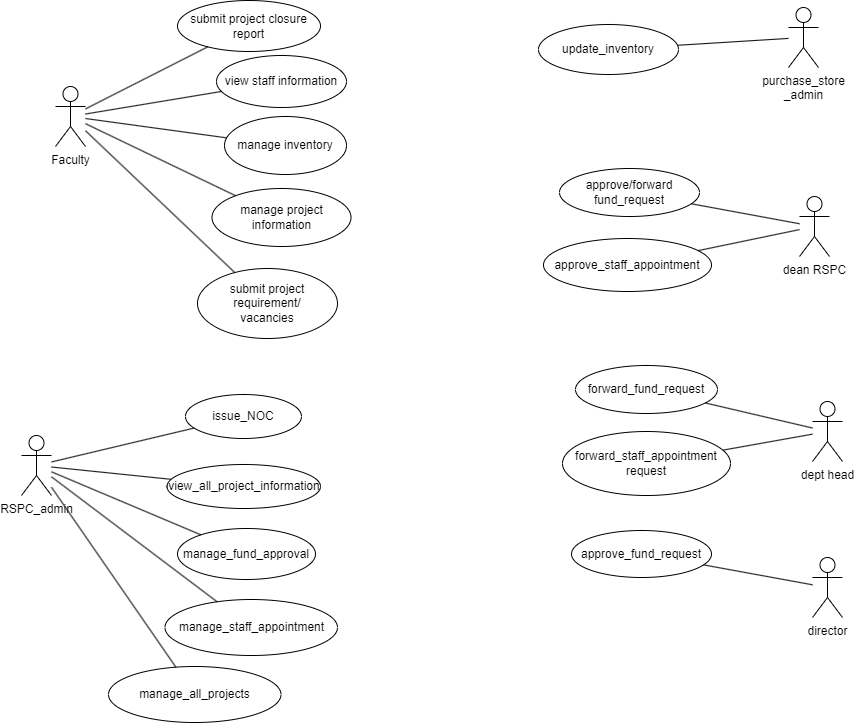 submit project closure
report
view staff information
Faculty
manage inventory
manage project
information
submit project
requirement/
vacancies
update_inventory
purchase_store
_admin
approve/forward
fund_request
approve_staff_appointment
dean RSPC
issue_NOC
RSPC_admin
view_all_project_information
manage_fund_approval
manage_staff_appointment
manage_all_projects
forward_fund_request
forward_staff_appointment
request
dept head
approve_fund_request
director